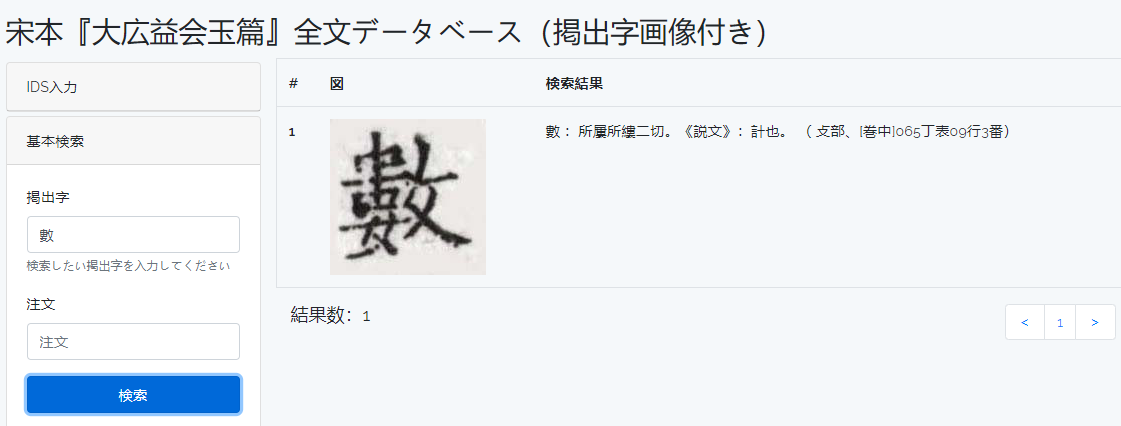 宋本『大広益会玉篇』全文データベース（掲出字画像付き）
IDS入力
基本検索
掲出字
數
検索したい掲出字を入力してください
注文
注文
検索
# 図 検索結果
1 數 數： 所屢所縷二切。《説文》：計也。 （ 攴部、[巻中]065丁表09行3番）
結果数：1
< 1 >